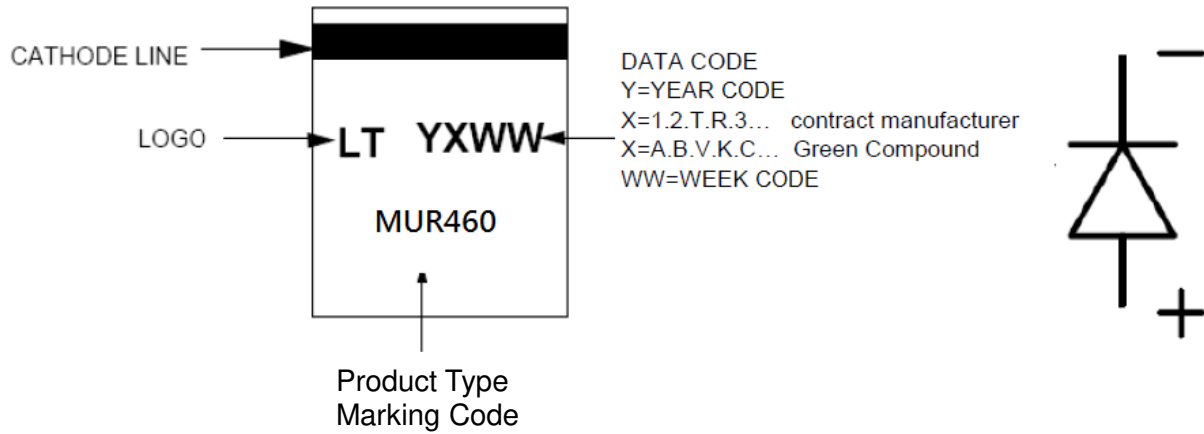 CATHODE LINE
LOGO
LT YXWW
MUR460
DATA CODE
Y=YEAR CODE
X=1.2.T.R.3... contract manufacturer
X=A.B.V.K.C... Green Compound
WW=WEEK CODE
Product Type
Marking Code
−
+